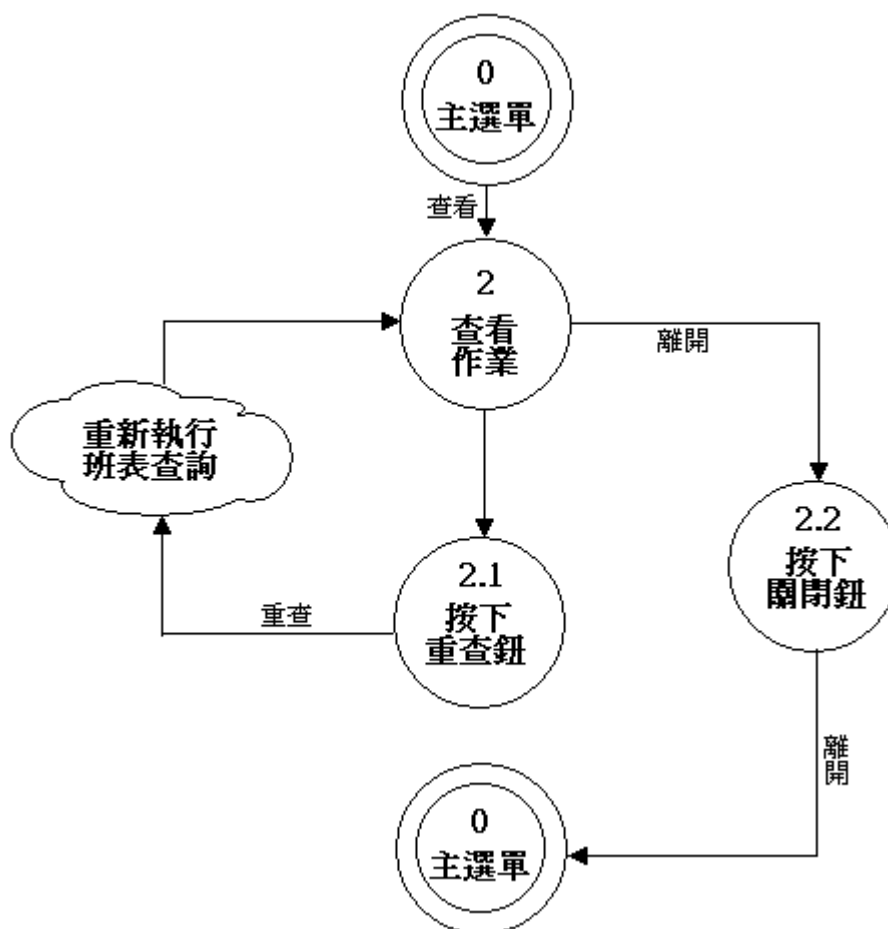 0
主選單
查看
2
查看
作業
離開
重新執行
班表查詢
2.1
按下
重查鈕
重查
2.2
按下
關閉鈕
離
開
0
主選單